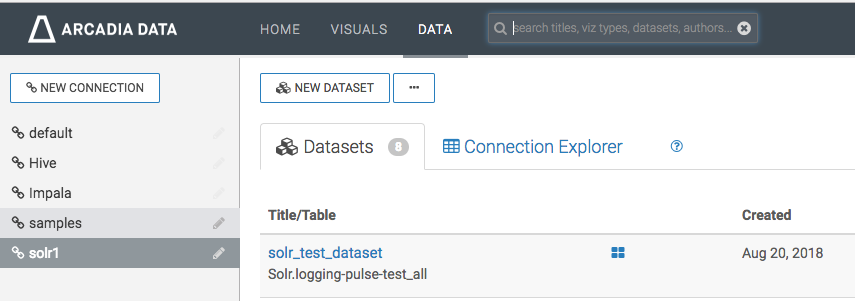 ARCADIA DATA HOME VISUALS DATA search titles, viz types, datasets, authors...
NEW CONNECTION
default
Hive
Impala
samples
solr1
NEW DATASET ...
Datasets 8 Connection Explorer ?
Title/Table Created
solr_test_dataset Aug 20, 2018
Solr.logging-pulse-test_all